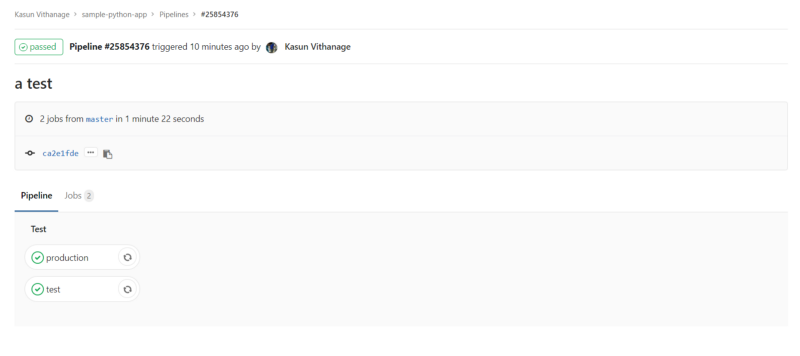 Kasun Vithanage > sample-python-app > Pipelines > #25854376
passed Pipeline #25854376 triggered 10 minutes ago by Kasun Vithanage
a test
2 jobs from master in 1 minute 22 seconds
ca2e1fde ...
Pipeline Jobs 2
Test
production
test